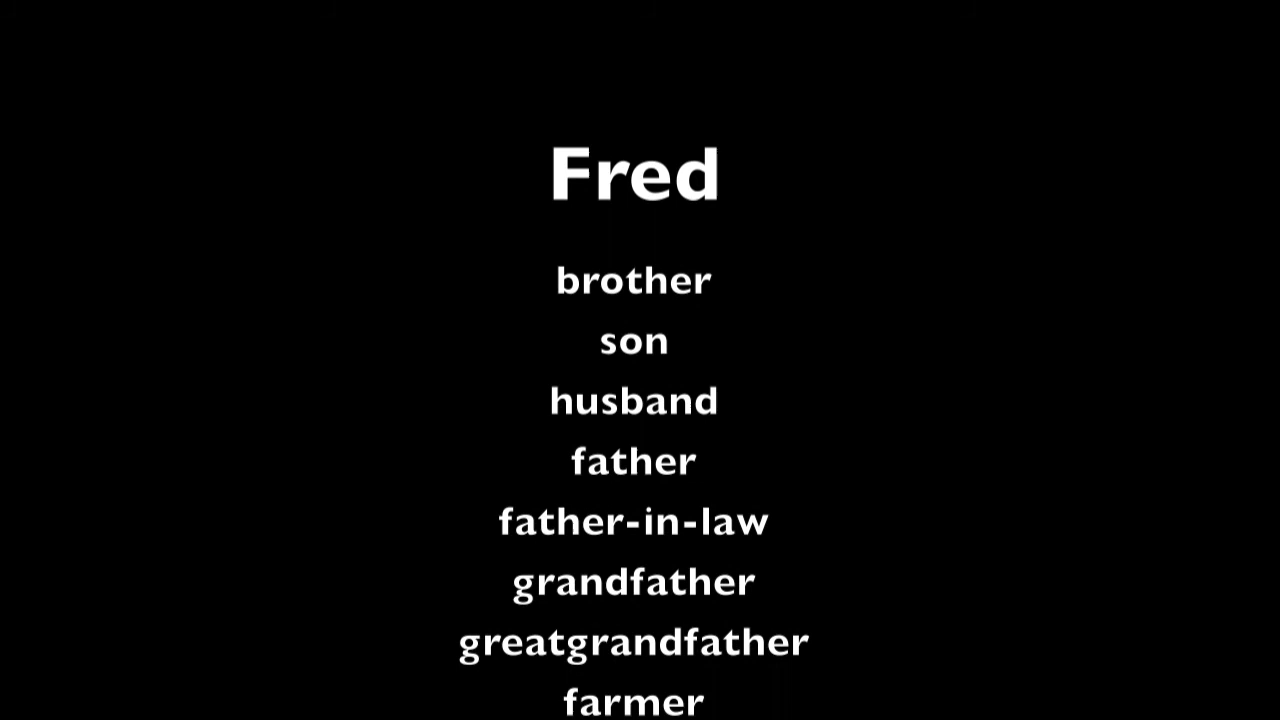 Fred
brother
son
husband
father
father-in-law
grandfather
greatgrandfather
farmer